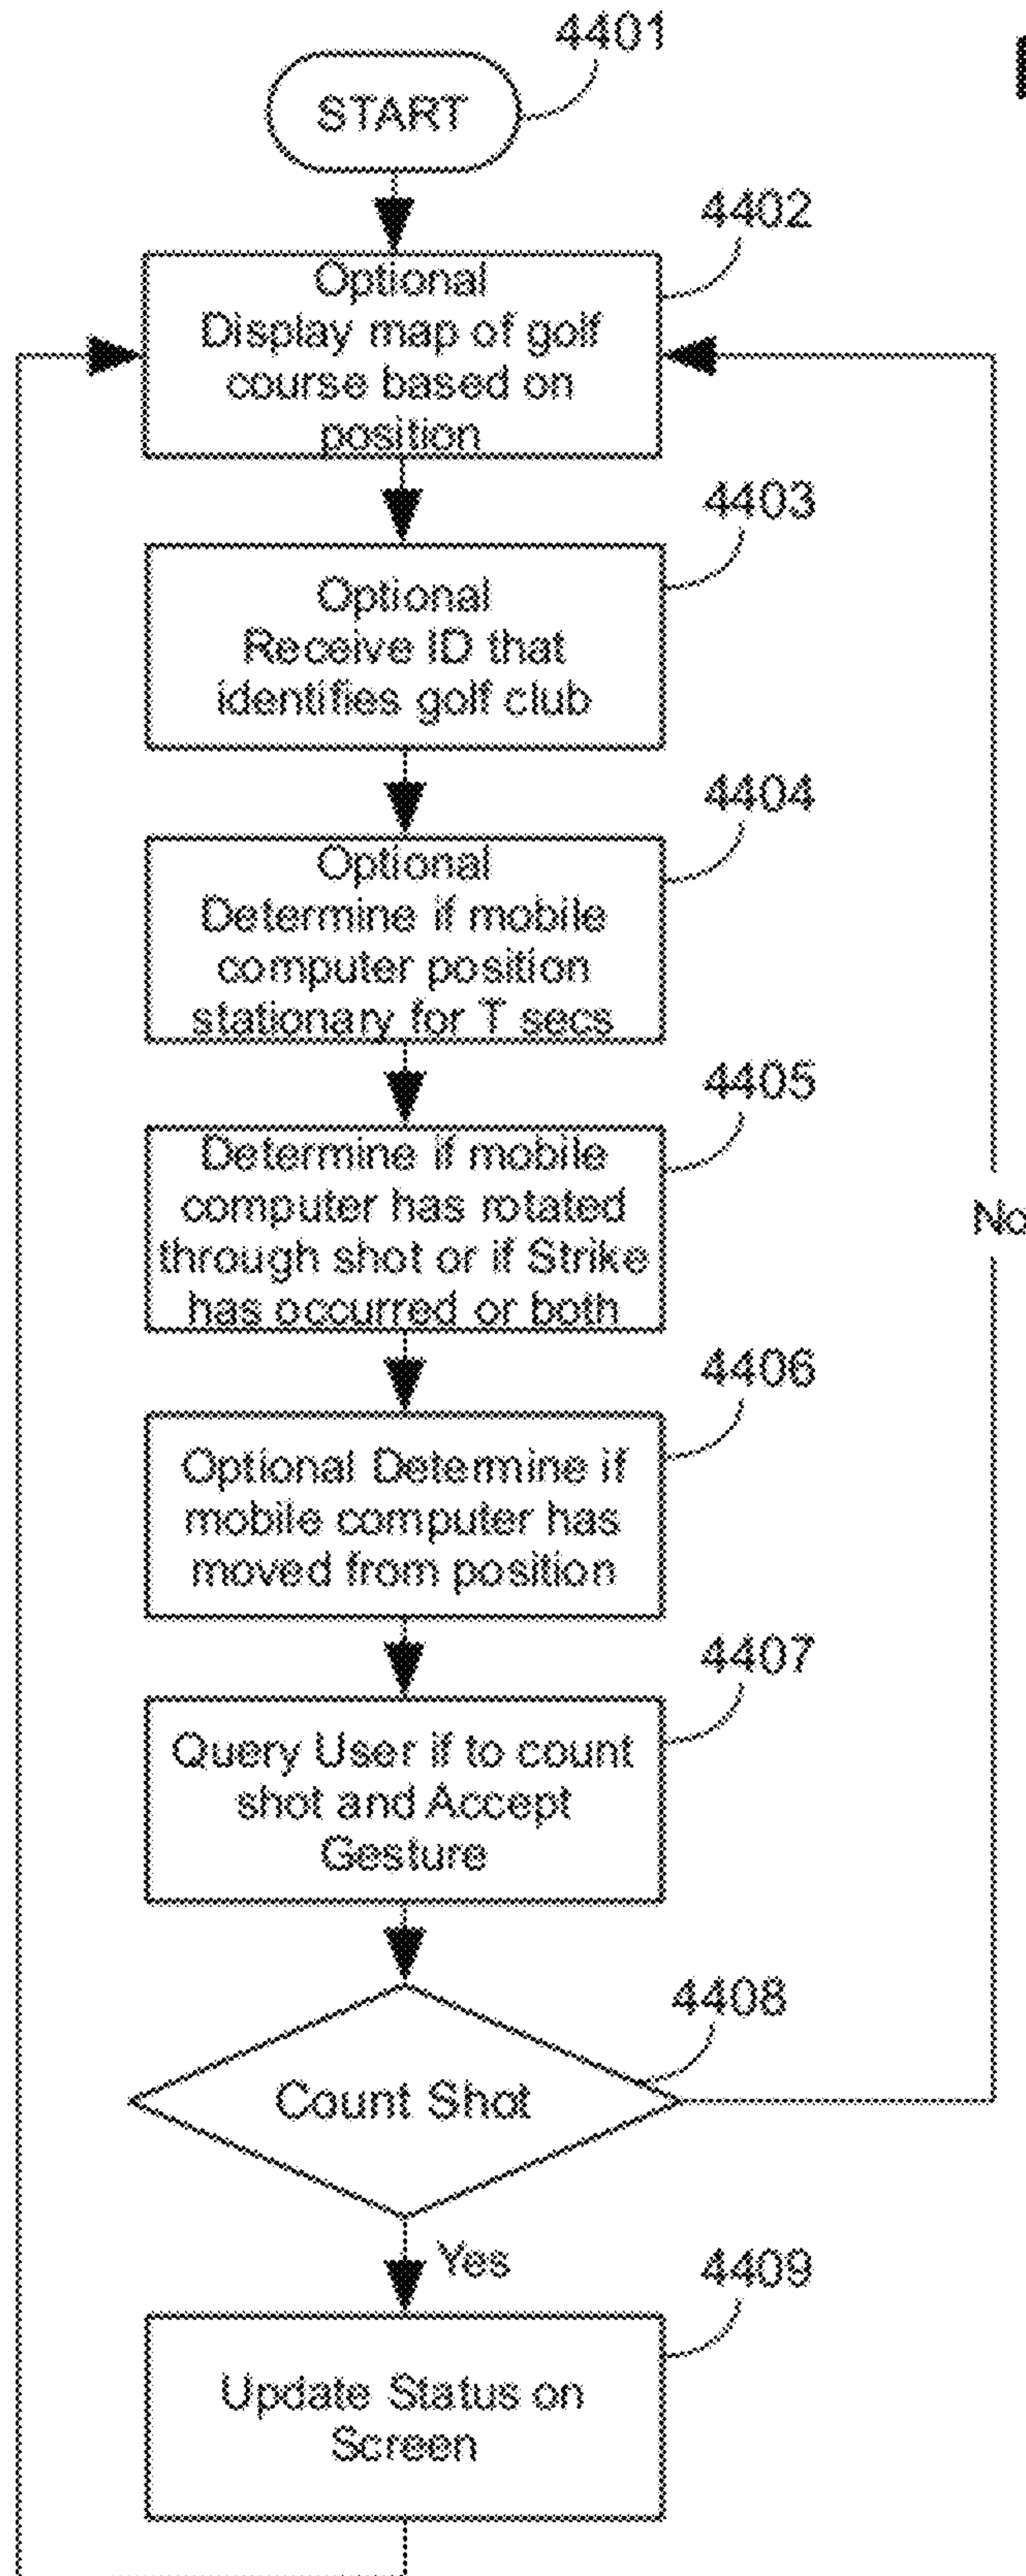 4401
START
4402
Optional
Display map of golf
course based on
position
4403
Optional
Receive ID that
identifies golf club
4404
Optional
Determine if mobile
computer position
stationary for T secs
4405
Determine if mobile
computer has rotated
through shot or if Strike
has occurred or both
No
4406
Optional Determine if
mobile computer has
moved from position
4407
Query User if to count
shot and Accept
Gesture
4408
Count Shot
Yes
4409
Update Status on
Screen